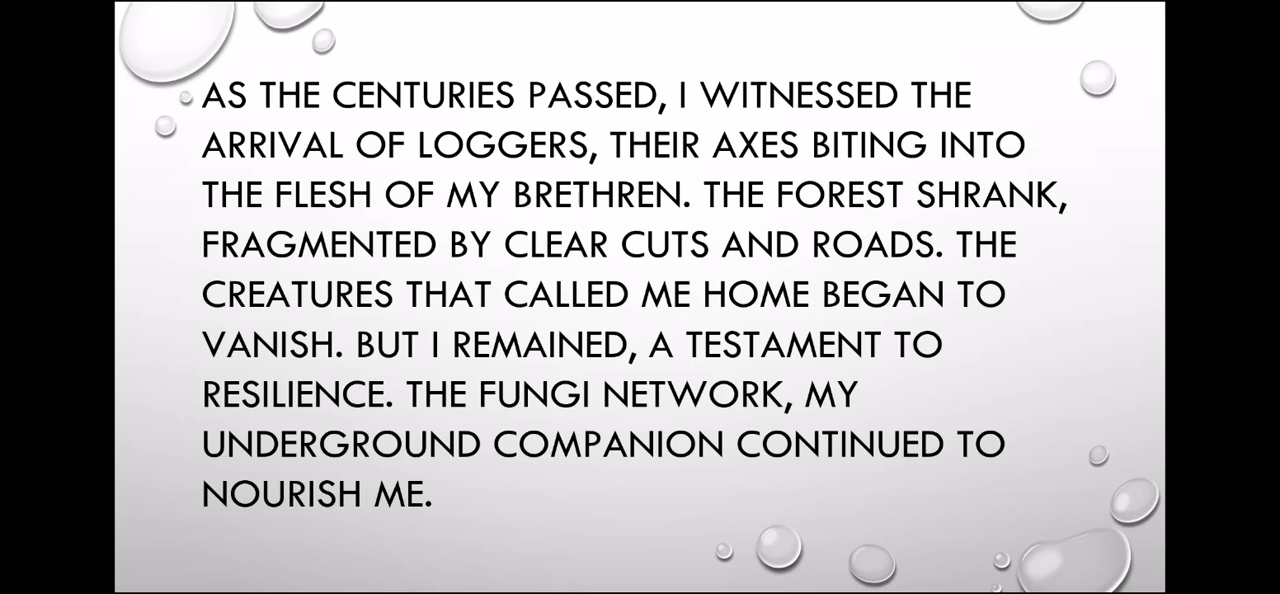 AS THE CENTURIES PASSED, I WITNESSED THE
ARRIVAL OF LOGGERS, THEIR AXES BITING INTO
THE FLESH OF MY BRETHREN. THE FOREST SHRANK,
FRAGMENTED BY CLEAR CUTS AND ROADS. THE
CREATURES THAT CALLED ME HOME BEGAN TO
VANISH. BUT I REMAINED, A TESTAMENT TO
RESILIENCE. THE FUNGI NETWORK, MY
UNDERGROUND COMPANION CONTINUED TO
NOURISH ME.